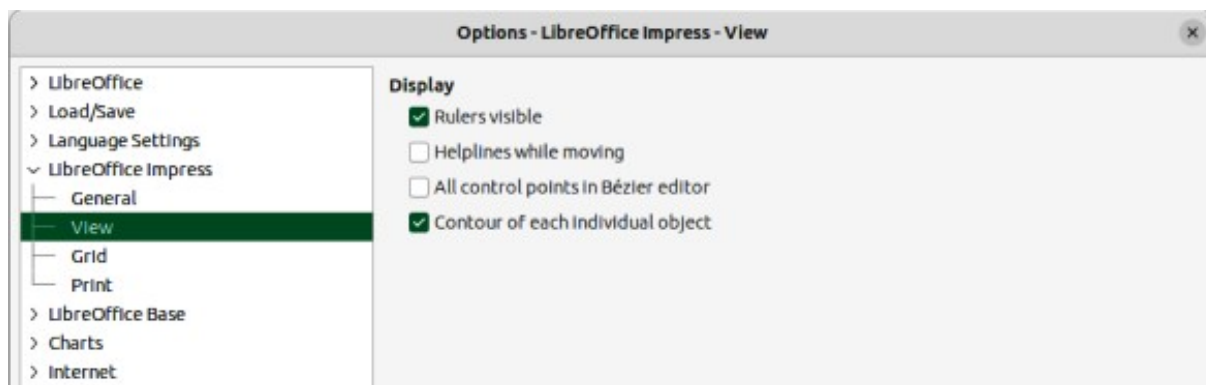 Options - LibreOffice Impress - View
LibreOffice
Load/Save
Language Settings
LibreOffice Impress
General
View
Grid
Print
LibreOffice Base
Charts
Internet
Display
Rulers visible
Helplines while moving
All control points in Bézier editor
Contour of each individual object